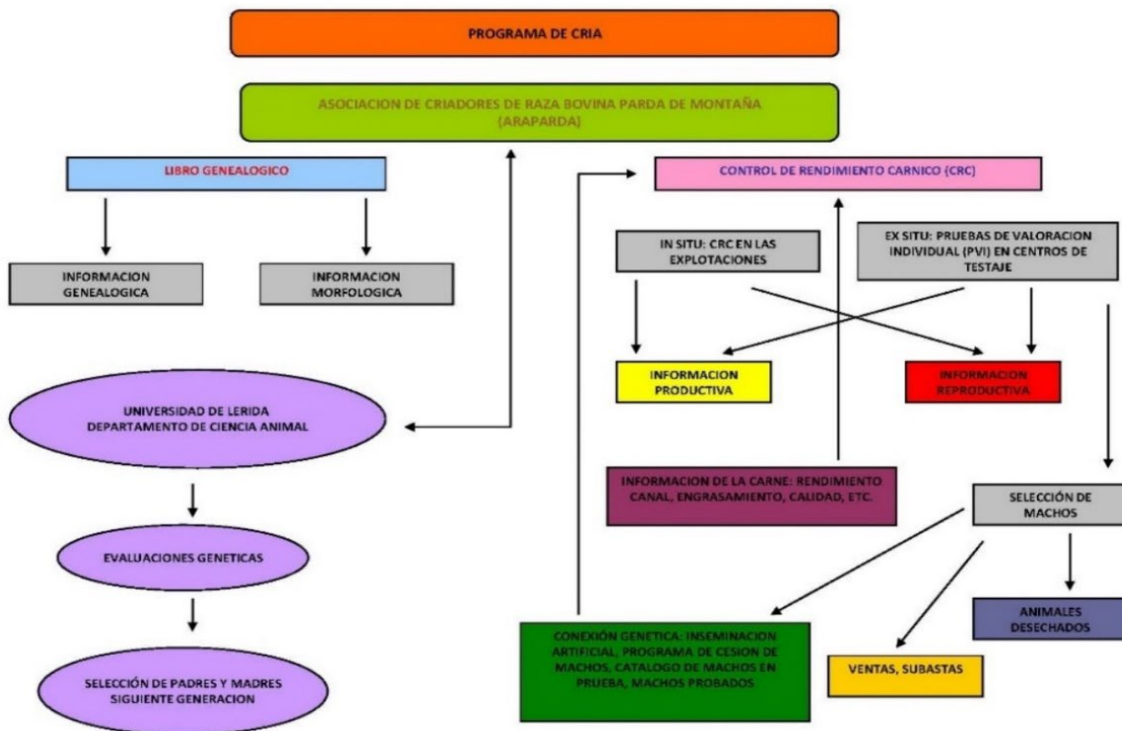 PROGRAMA DE CRIA
ASOCIACION DE CRIADORES DE RAZA BOVINA PARDA DE MONTAÑA
(ARAPARDA)
LIBRO GENEALOGICO
CONTROL DE RENDIMIENTO CARNICO (CRC)
INFORMACION
GENEALOGICA
INFORMACION
MORFOLOGICA
IN SITU: CRC EN LAS
EXPLOTACIONES
EX SITU: PRUEBAS DE VALORACION
INDIVIDUAL (PVI) EN CENTROS DE
TESTAJE
INFORMACION
PRODUCTIVA
INFORMACION
REPRODUCTIVA
UNIVERSIDAD DE LERIDA
DEPARTAMENTO DE CIENCIA ANIMAL
INFORMACION DE LA CARNE: RENDIMIENTO
CANAL, ENGRASAMIENTO, CALIDAD, ETC.
SELECCIÓN DE
MACHOS
EVALUACIONES GENETICAS
ANIMALES
DESECHADOS
CONEXIÓN GENETICA: INSEMINACION
ARTIFICIAL, PROGRAMA DE CESION DE
MACHOS, CATALOGO DE MACHOS EN
PRUEBA, MACHOS PROBADOS
VENTAS, SUBASTAS
SELECCIÓN DE PADRES Y MADRES
SIGUIENTE GENERACION